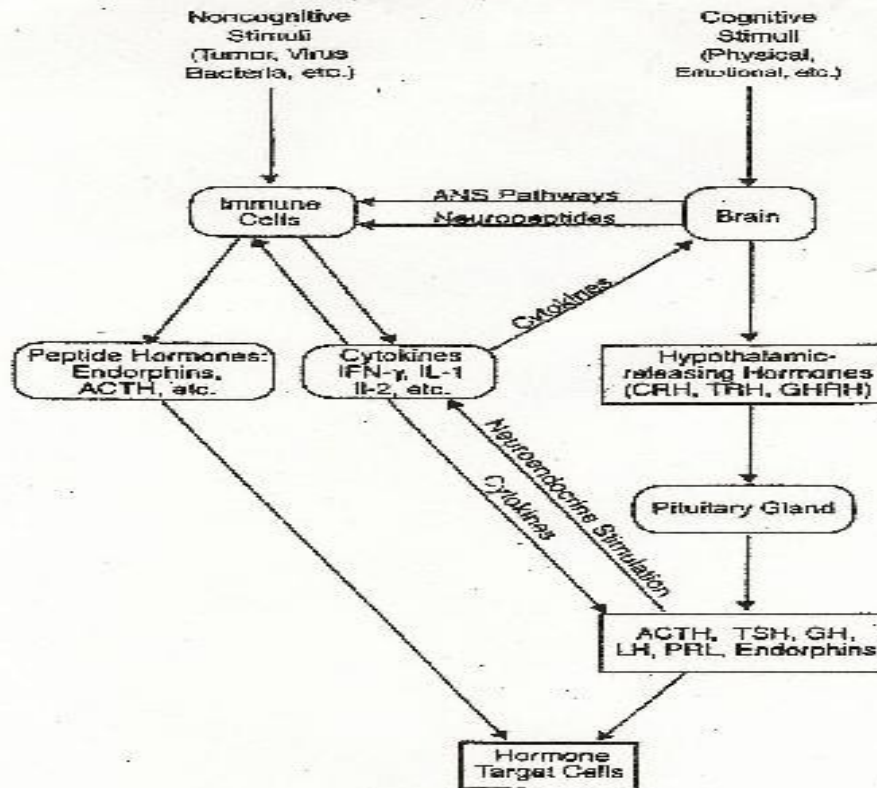 Noncognitive
Stimuli
(Tumor, Virus
Bacteria, etc.)
Cognitive
Stimuli
(Physical,
Emotional, etc.)
Immune
Cells
ANS Pathways
Neuropeptides
Brain
Cytokines
Peptide Hormones:
Endorphins,
ACTH, etc.
Cytokines
IFN-γ, IL-1
Il-2, etc.
Hypothalamic-
releasing Hormones
(CRH, TRH, GHRH)
Neuroendocrine Stimulation
Cytokines
Pituitary Gland
ACTH, TSH, GH,
LH, PRL, Endorphins
Hormone
Target Cells